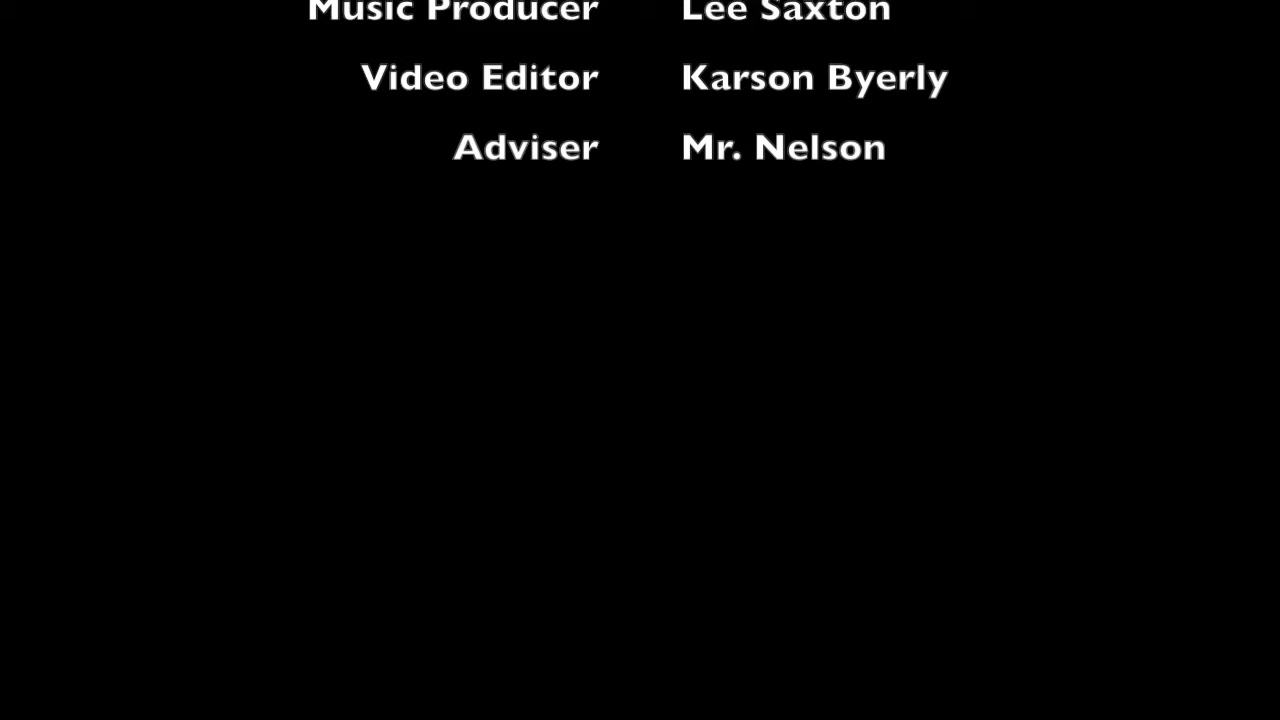 Music Producer Lee Saxton
Video Editor Karson Byerly
Adviser Mr. Nelson